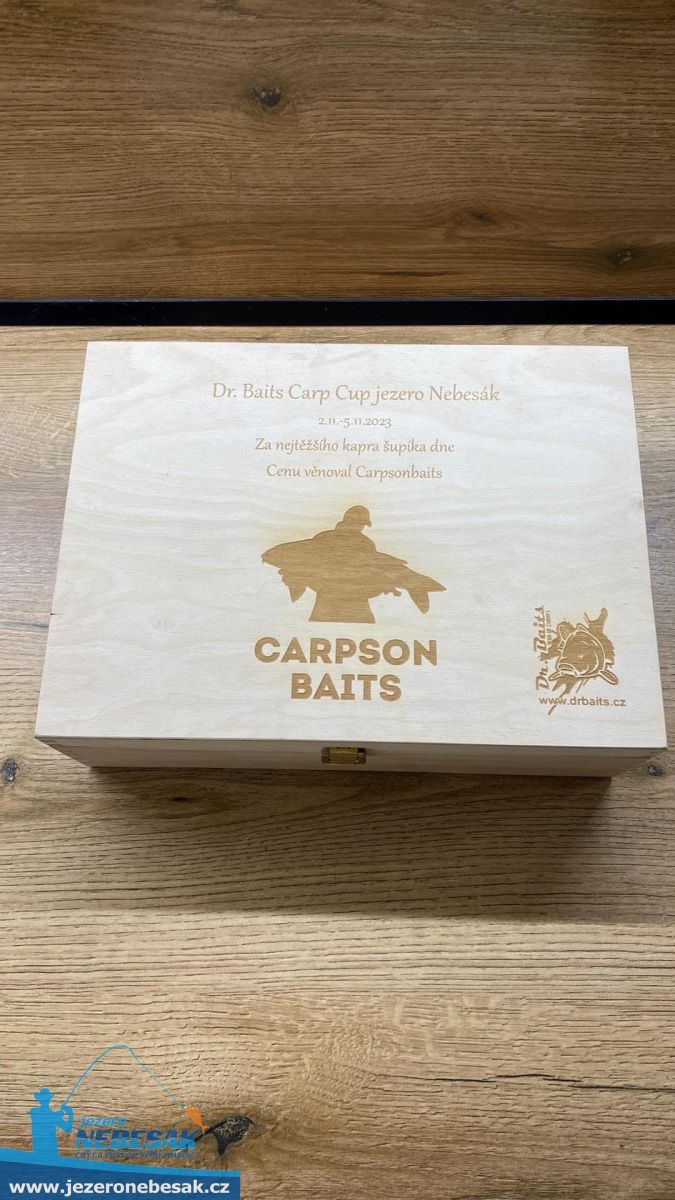 Dr. Baits Carp Cup jezero Nebesák
2.11.-5.11.2023
Za nejtěžšího kapra šupíka dne
Cenu věnoval Carpsonbaits
CARPSON
BAITS
Dr. Baits
www.drbaits.cz
jezera
NEBESÁK
www.jezeronebesak.cz